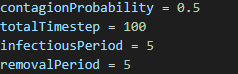 contagionProbability = 0.5
totalTimestep = 100
infectiousPeriod = 5
removalPeriod = 5